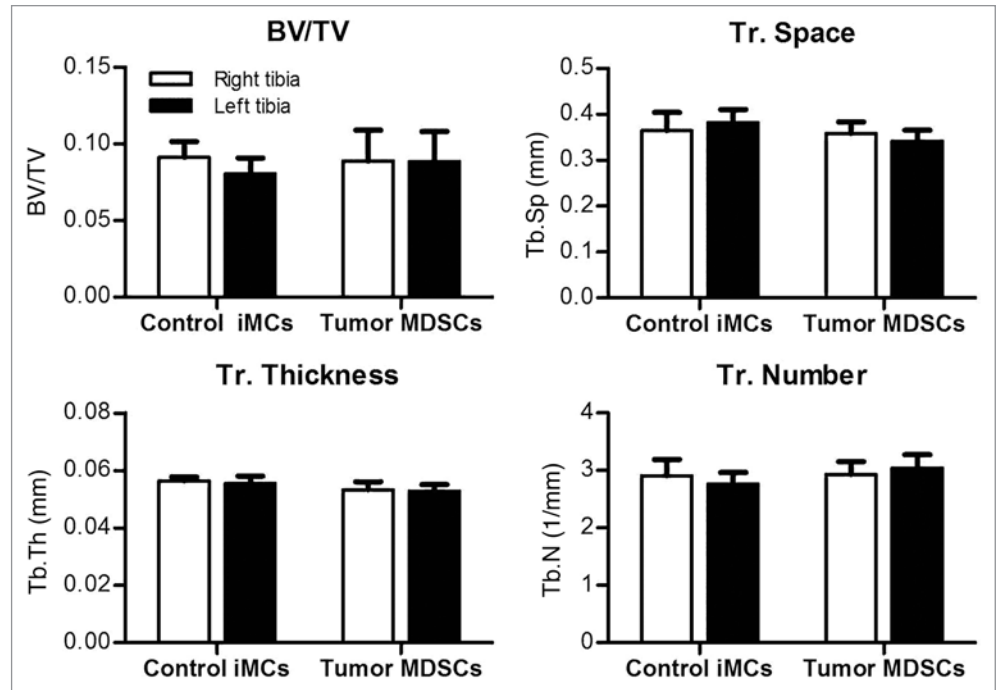 BV/TV
0.15
0.10
0.05
0.00
BV/TV
Right tibia
Left tibia
Control iMCs
Tumor MDSCs
Tr. Space
0.5
0.4
0.3
0.2
0.1
0.0
Tb.Sp (mm)
Control iMCs
Tumor MDSCs
Tr. Thickness
0.08
0.06
0.04
0.02
0.00
Tb.Th (mm)
Control iMCs
Tumor MDSCs
Tr. Number
4
3
2
1
0
Tb.N (1/mm)
Control iMCs
Tumor MDSCs